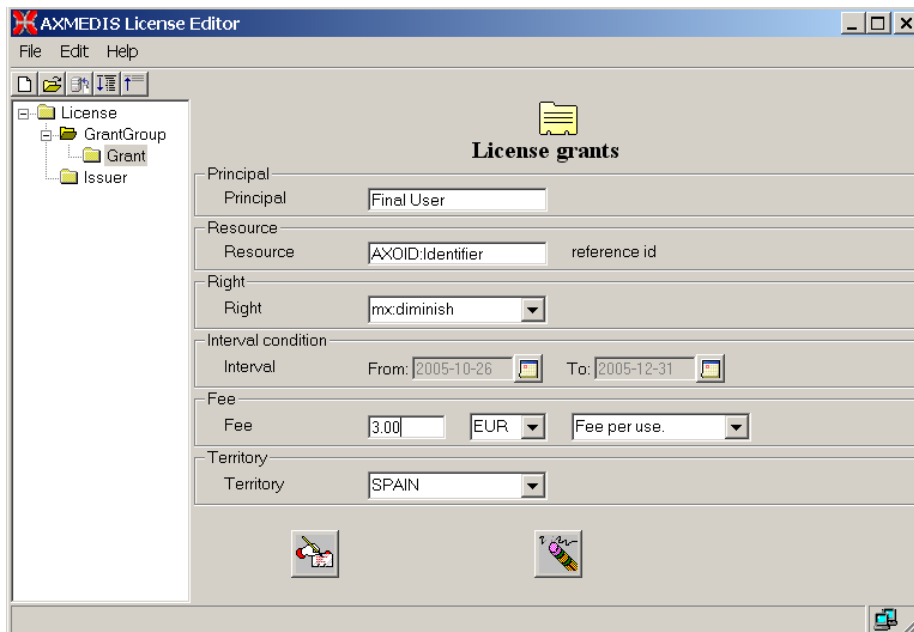 AXMEDIS License Editor
File Edit Help
License
GrantGroup
Grant
Issuer
License grants
Principal
Principal Final User
Resource
Resource AXOID:Identifier reference id
Right
Right mx:diminish
Interval condition
Interval From: 2005-10-26 To: 2005-12-31
Fee
Fee 3.00 EUR Fee per use.
Territory
Territory SPAIN